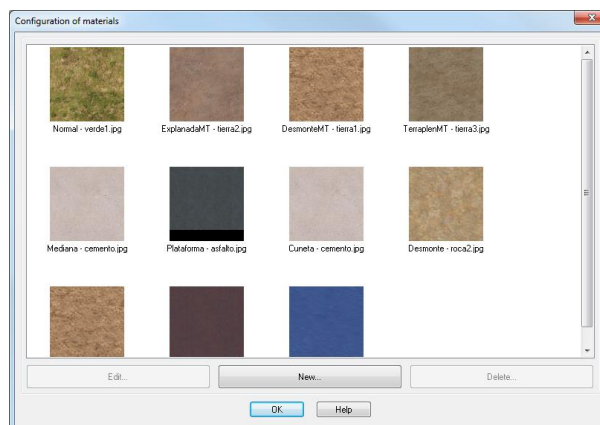 Configuration of materials
Normal - verde1.jpg
ExplanadaMT - tierra2.jpg
DesmonteMT - tierra1.jpg
TerraplenMT - tierra3.jpg
Mediana - cemento.jpg
Plataforma - asfalto.jpg
Cuneta - cemento.jpg
Desmonte - roca2.jpg
Edit...
New...
Delete...
OK
Help